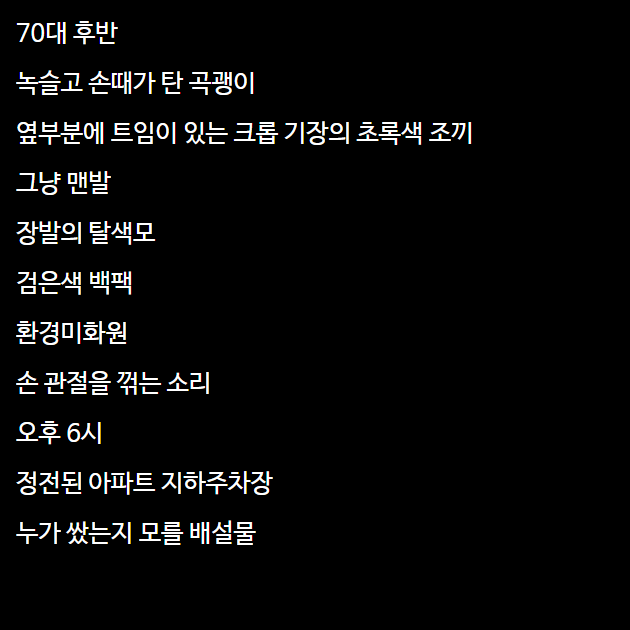 70대 후반
녹슬고 손때가 탄 곡괭이
옆부분에 트임이 있는 크롭 기장의 초록색 조끼
그냥 맨발
장발의 탈색모
검은색 백팩
환경미화원
손 관절을 꺾는 소리
오후 6시
정전된 아파트 지하주차장
누가 쌌는지 모를 배설물